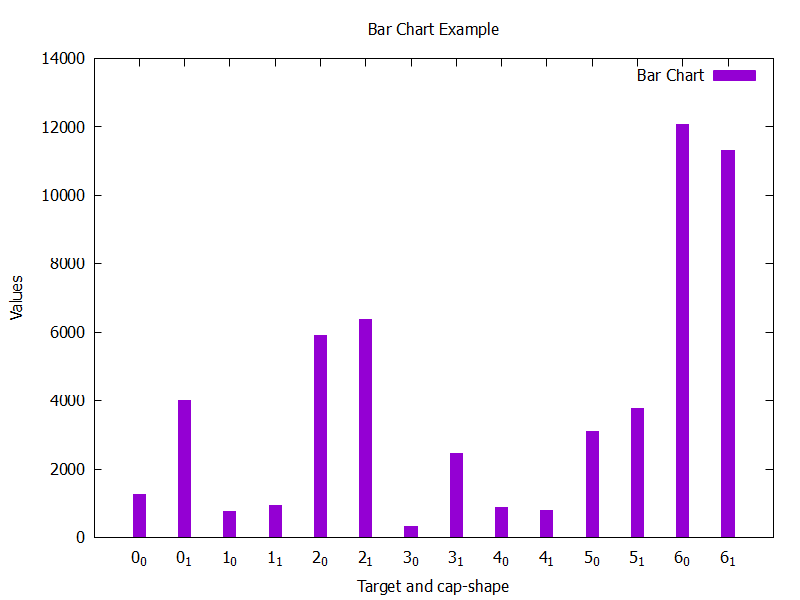 Bar Chart Example
Bar Chart
14000
12000
10000
8000
6000
4000
2000
0
Values
0₀ 0₁ 1₀ 1₁ 2₀ 2₁ 3₀ 3₁ 4₀ 4₁ 5₀ 5₁ 6₀ 6₁
Target and cap-shape